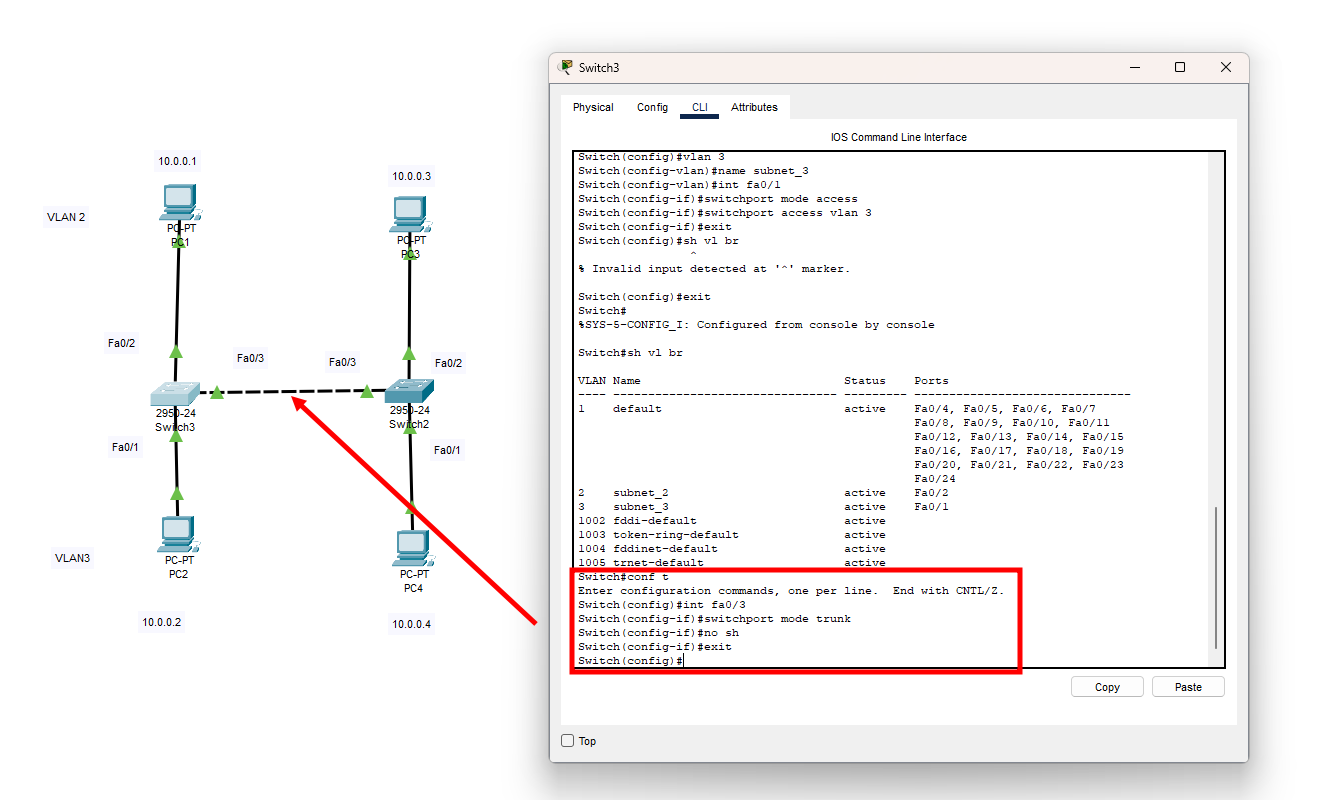 10.0.0.1
10.0.0.3
VLAN 2
PC-PT
PC1
PC-PT
PC3
Fa0/2
Fa0/3
Fa0/3
Fa0/2
2950-24
Switch3
2950-24
Switch2
Fa0/1
Fa0/1
VLAN3
PC-PT
PC2
PC-PT
PC4
10.0.0.2
10.0.0.4
Switch3
Physical Config CLI Attributes
IOS Command Line Interface
Switch(config)#vlan 3
Switch(config-vlan)#name subnet_3
Switch(config-vlan)#int fa0/1
Switch(config-if)#switchport mode access
Switch(config-if)#switchport access vlan 3
Switch(config-if)#exit
Switch(config)#sh vl br
^
% Invalid input detected at '^' marker.
Switch(config)#exit
Switch#
%SYS-5-CONFIG_I: Configured from console by console
Switch#sh vl br
VLAN Name Status Ports
---- -------------------------------- --------- -------------------------------
1 default active Fa0/4, Fa0/5, Fa0/6, Fa0/7
Fa0/8, Fa0/9, Fa0/10, Fa0/11
Fa0/12, Fa0/13, Fa0/14, Fa0/15
Fa0/16, Fa0/17, Fa0/18, Fa0/19
Fa0/20, Fa0/21, Fa0/22, Fa0/23
Fa0/24
2 subnet_2 active Fa0/2
3 subnet_3 active Fa0/1
1002 fddi-default active
1003 token-ring-default active
1004 fddinet-default active
1005 trnet-default active
Switch#conf t
Enter configuration commands, one per line. End with CNTL/Z.
Switch(config)#int fa0/3
Switch(config-if)#switchport mode trunk
Switch(config-if)#no sh
Switch(config-if)#exit
Switch(config)#
Copy Paste
Top